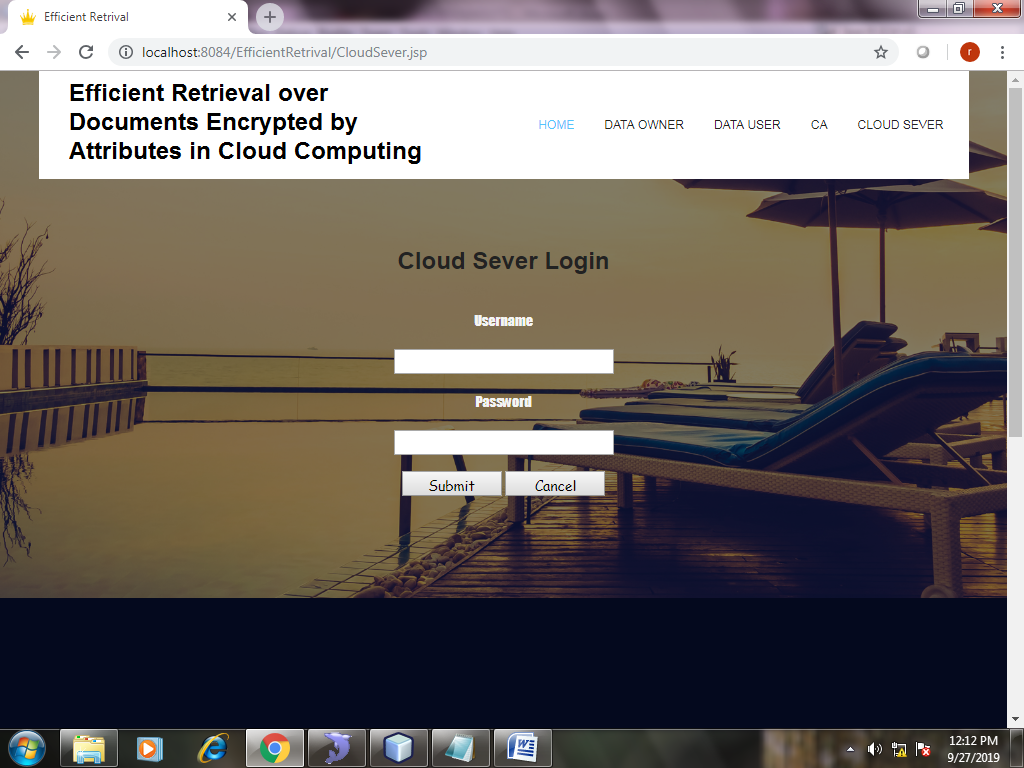 Efficient Retrival
localhost:8084/EfficientRetrival/CloudSever.jsp
r
Efficient Retrieval over
Documents Encrypted by
Attributes in Cloud Computing
HOME DATA OWNER DATA USER CA CLOUD SEVER
Cloud Sever Login
Username
Password
Submit Cancel
12:12 PM
9/27/2019